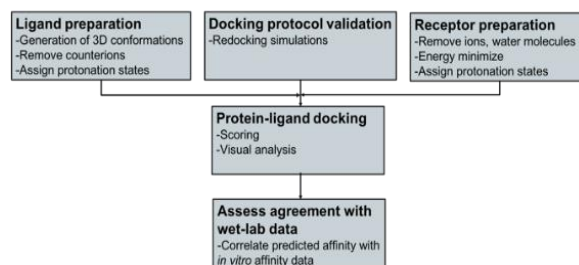 Ligand preparation
-Generation of 3D conformations
-Remove counterions
-Assign protonation states
Docking protocol validation
-Redocking simulations
Receptor preparation
-Remove ions, water molecules
-Energy minimize
-Assign protonation states
Protein-ligand docking
-Scoring
-Visual analysis
Assess agreement with
wet-lab data
-Correlate predicted affinity with
in vitro affinity data